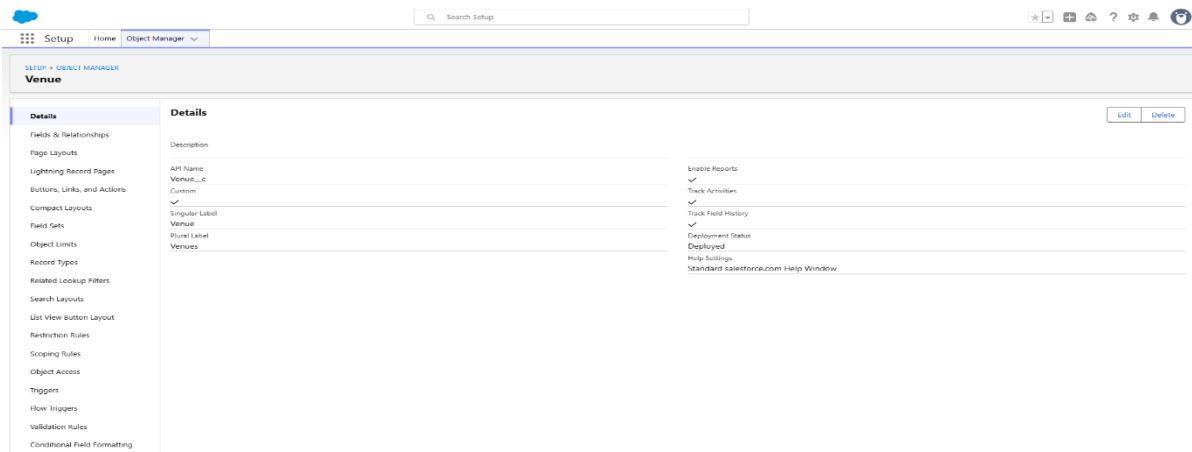 Search Setup
Setup Home Object Manager
SETUP > OBJECT MANAGER
Venue
Details
Fields & Relationships
Page Layouts
Lightning Record Pages
Buttons, Links, and Actions
Compact Layouts
Field Sets
Object Limits
Record Types
Related Lookup Filters
Search Layouts
List View Button Layout
Restriction Rules
Scoping Rules
Object Access
Triggers
Flow Triggers
Validation Rules
Conditional Field Formatting
Details
Edit Delete
Description
API Name
Venue__c
Custom
Singular Label
Venue
Plural Label
Venues
Enable Reports
Track Activities
Track Field History
Deployment Status
Deployed
Help Settings
Standard salesforce.com Help Window